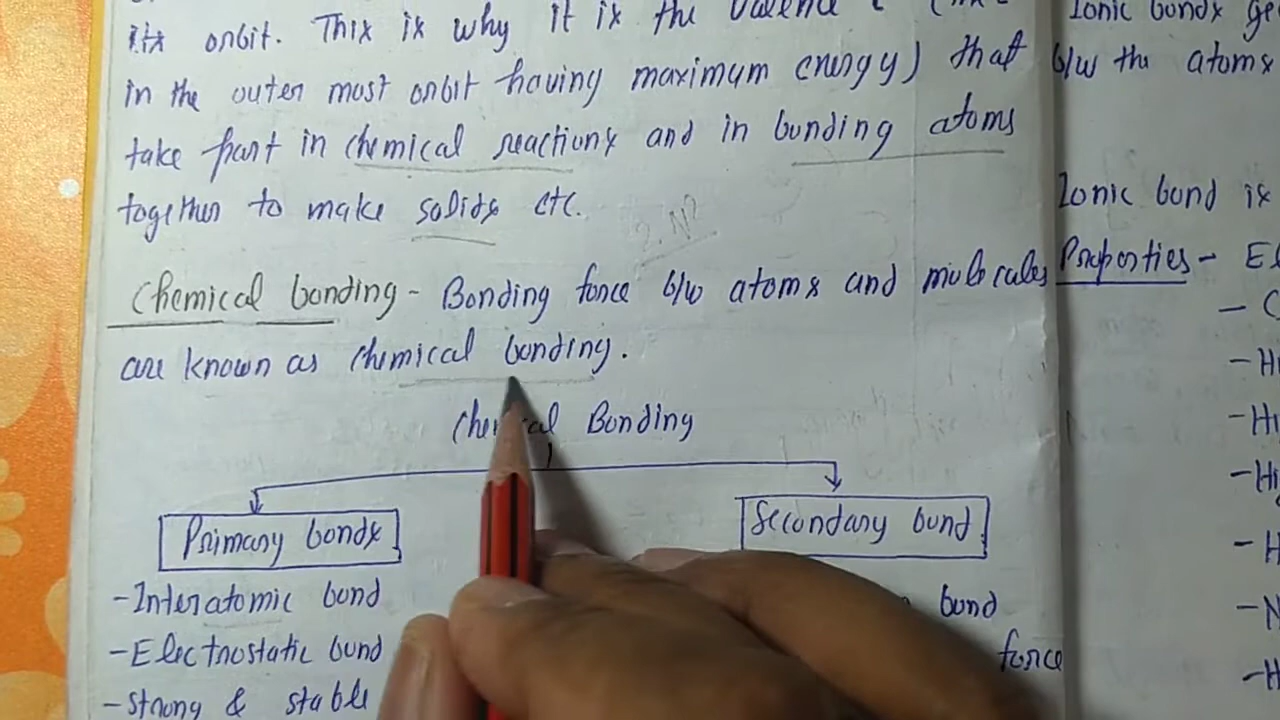 its orbit. This is why it is the valence e
in the outer most orbit having maximum energy) that
take part in chemical reactions and in bonding atoms
together to make solids etc.
Chemical bonding - Bonding force b/w atoms and molecules
are known as chemical bonding.
Chemical Bonding
Primary bonds
- Interatomic bond
- Electrostatic bund
- Strong & stable
Secondary bond
bond
force
Ionic bonds
b/w the atoms
Ionic bond is
Properties -